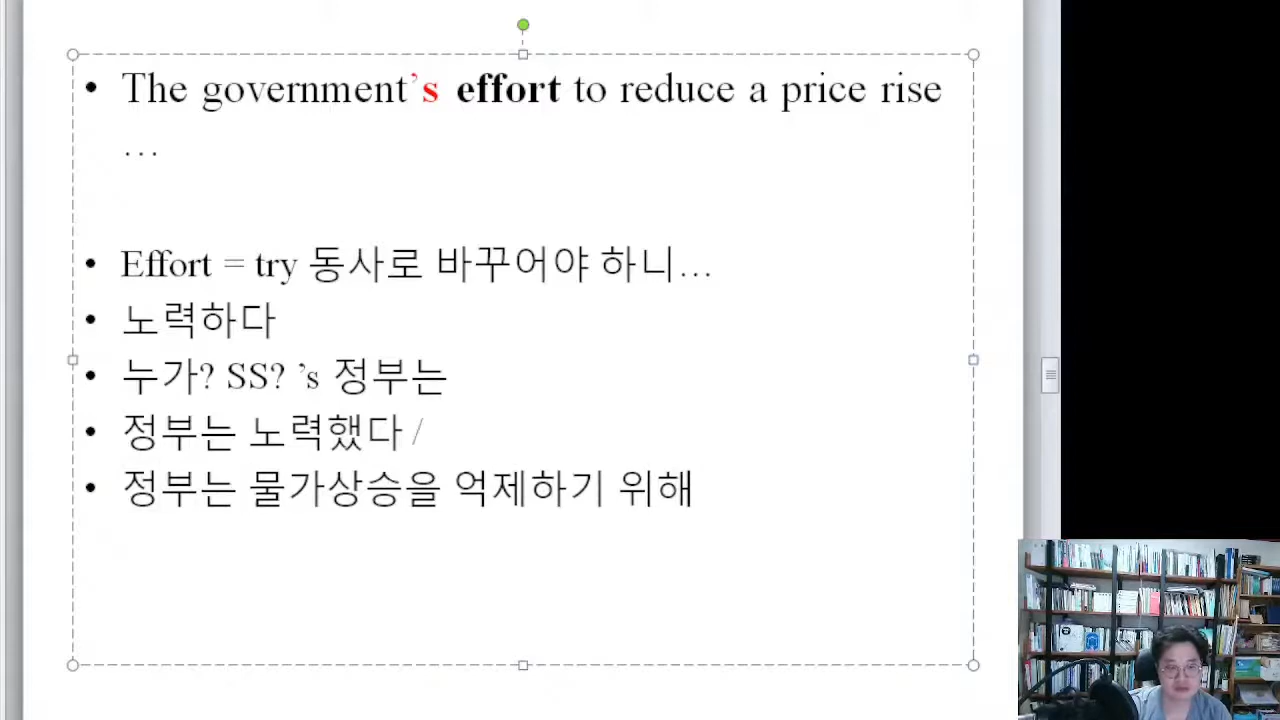 • The government's effort to reduce a price rise
…
• Effort = try 동사로 바꾸어야 하니…
• 노력하다
• 누가? SS? ’s 정부는
• 정부는 노력했다 /
• 정부는 물가상승을 억제하기 위해